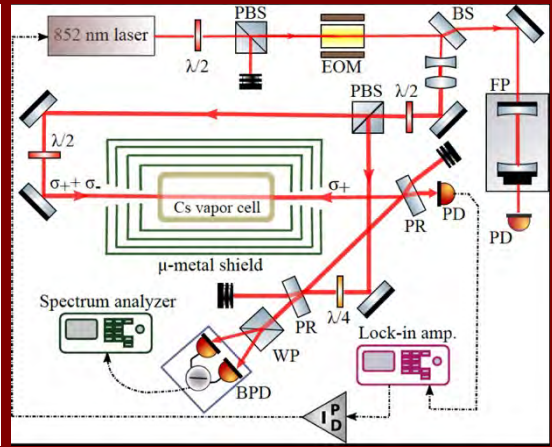 852 nm laser
λ/2
PBS
EOM
BS
FP
PD
PBS
λ/2
λ/2
σ₊+ σ₋
Cs vapor cell
σ₊
PR
PD
μ-metal shield
PR
λ/4
WP
BPD
Spectrum analyzer
Lock-in amp.
P
I D